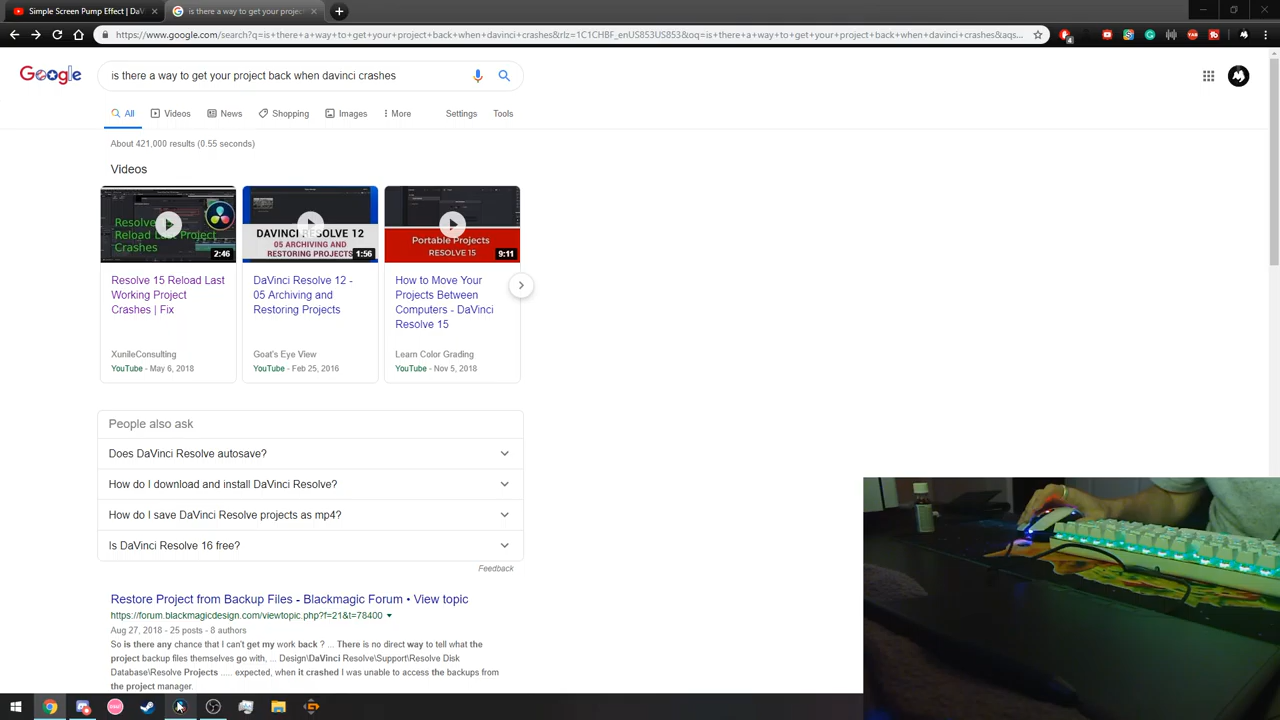 Simple Screen Pump Effect | DaV
is there a way to get your projec
https://www.google.com/search?q=is+there+a+way+to+get+your+project+back+when+davinci+crashes&rlz=1C1CHBF_enUS853US853&oq=is+there+a+way+to+get+your+project+back+when+davinci+crashes&aqs...
Google
is there a way to get your project back when davinci crashes
All Videos News Shopping Images More Settings Tools
About 421,000 results (0.55 seconds)
Videos
Resolve
Reload Last Project
Crashes
2:46
DAVINCI RESOLVE 12
05 ARCHIVING AND
RESTORING PROJECTS
1:56
Portable Projects
RESOLVE 15
9:11
Resolve 15 Reload Last
Working Project
Crashes | Fix
XunileConsulting
YouTube - May 6, 2018
DaVinci Resolve 12 -
05 Archiving and
Restoring Projects
Goat's Eye View
YouTube - Feb 25, 2016
How to Move Your
Projects Between
Computers - DaVinci
Resolve 15
Learn Color Grading
YouTube - Nov 5, 2018
People also ask
Does DaVinci Resolve autosave?
How do I download and install DaVinci Resolve?
How do I save DaVinci Resolve projects as mp4?
Is DaVinci Resolve 16 free?
Feedback
Restore Project from Backup Files - Blackmagic Forum • View topic
https://forum.blackmagicdesign.com/viewtopic.php?f=21&t=78400
Aug 27, 2018 - 25 posts - 8 authors
So is there any chance that I can't get my work back ? ... There is no direct way to tell what the
project backup files themselves go with, ... Design\DaVinci Resolve\Support\Resolve Disk
Database\Resolve Projects ..... expected, when it crashed I was unable to access the backups from
the project manager.